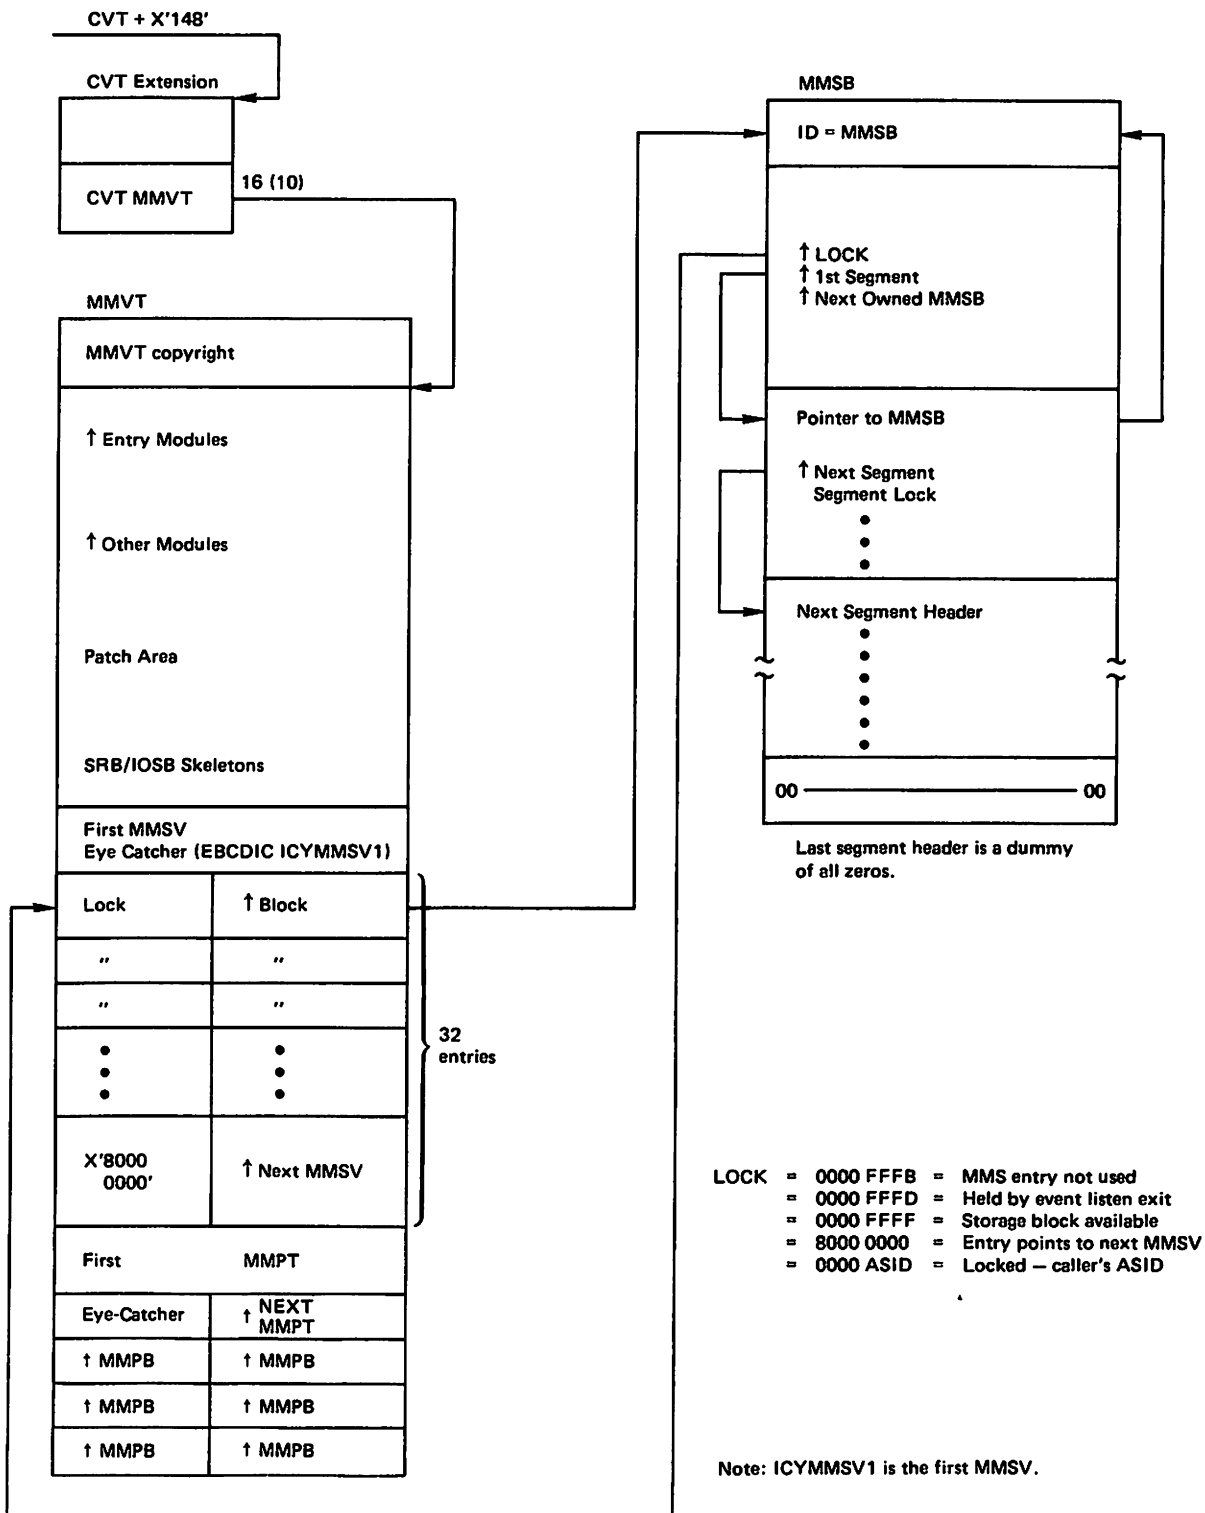 CVT + X'148'
CVT Extension
CVT MMVT
16 (10)
MMVT
MMVT copyright
↑ Entry Modules
↑ Other Modules
Patch Area
SRB/IOSB Skeletons
First MMSV
Eye Catcher (EBCDIC ICYMMSV1)
Lock ↑ Block
" "
" "
32
entries
X'8000
0000'
↑ Next MMSV
First MMPT
Eye-Catcher ↑ NEXT
MMPT
↑ MMPB ↑ MMPB
↑ MMPB ↑ MMPB
↑ MMPB ↑ MMPB
MMSB
ID = MMSB
↑ LOCK
↑ 1st Segment
↑ Next Owned MMSB
Pointer to MMSB
↑ Next Segment
Segment Lock
Next Segment Header
00 00
Last segment header is a dummy
of all zeros.
LOCK = 0000 FFFB = MMS entry not used
= 0000 FFFD = Held by event listen exit
= 0000 FFFF = Storage block available
= 8000 0000 = Entry points to next MMSV
= 0000 ASID = Locked — caller's ASID
Note: ICYMMSV1 is the first MMSV.